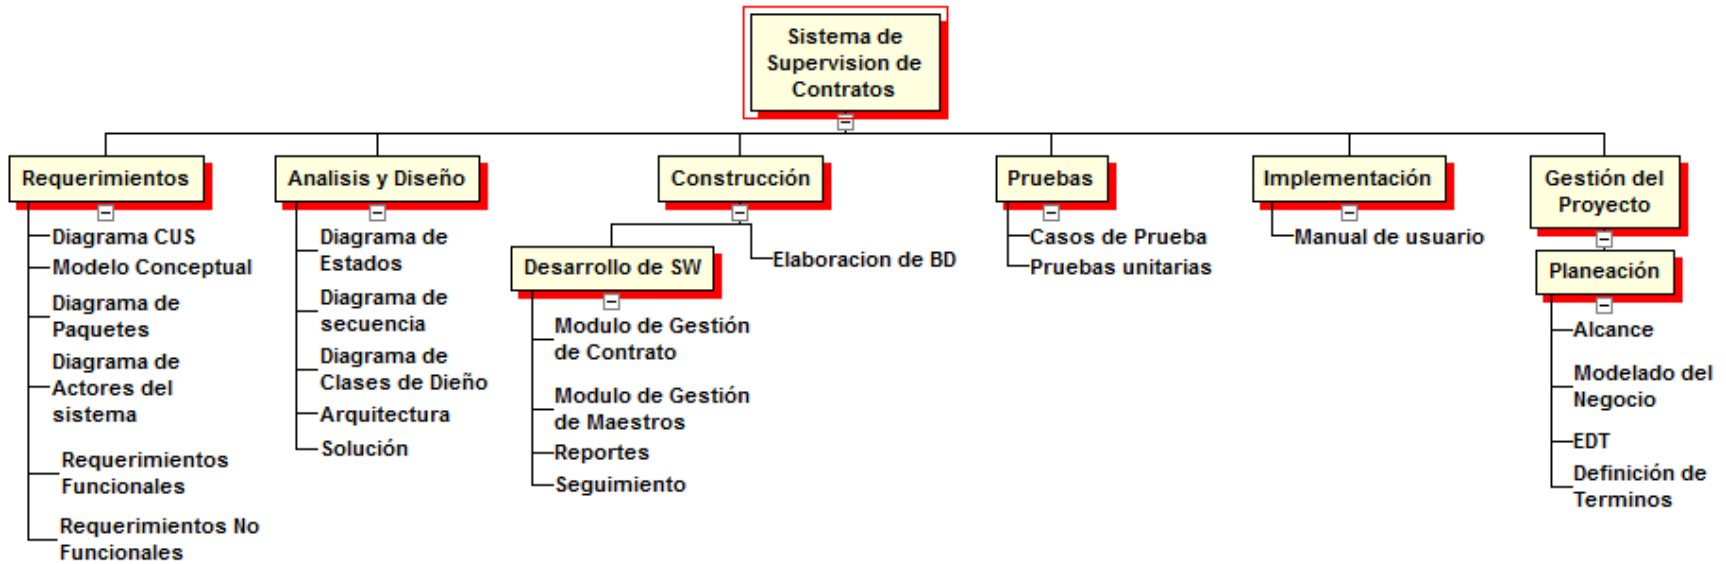 Sistema de
Supervision de
Contratos
Requerimientos
Diagrama CUS
Modelo Conceptual
Diagrama de
Paquetes
Diagrama de
Actores del
sistema
Requerimientos
Funcionales
Requerimientos No
Funcionales
Analisis y Diseño
Diagrama de
Estados
Diagrama de
secuencia
Diagrama de
Clases de Dieño
Arquitectura
Solución
Construcción
Desarrollo de SW
Modulo de Gestión
de Contrato
Modulo de Gestión
de Maestros
Reportes
Seguimiento
Elaboracion de BD
Pruebas
Casos de Prueba
Pruebas unitarias
Implementación
Manual de usuario
Gestión del
Proyecto
Planeación
Alcance
Modelado del
Negocio
EDT
Definición de
Terminos